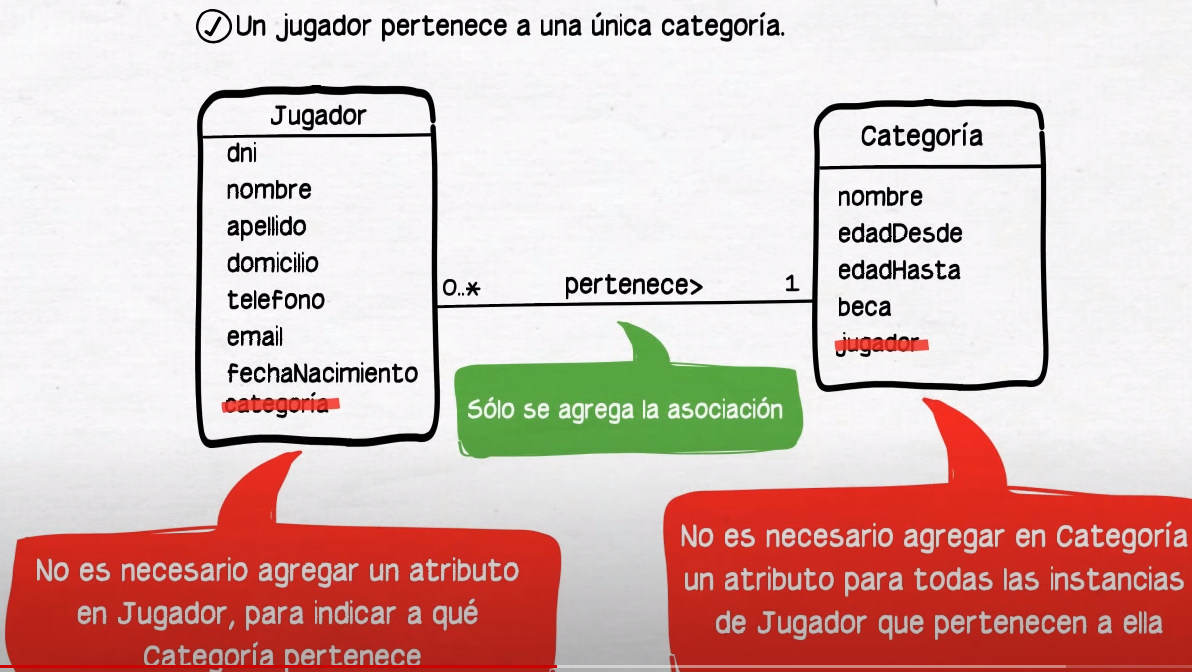 Un jugador pertenece a una única categoría.
Jugador
dni
nombre
apellido
domicilio
telefono
email
fechaNacimiento
categoría
0..*
pertenece>
1
Categoría
nombre
edadDesde
edadHasta
beca
jugador
Sólo se agrega la asociación
No es necesario agregar un atributo
en Jugador, para indicar a qué
Categoría pertenece
No es necesario agregar en Categoría
un atributo para todas las instancias
de Jugador que pertenecen a ella